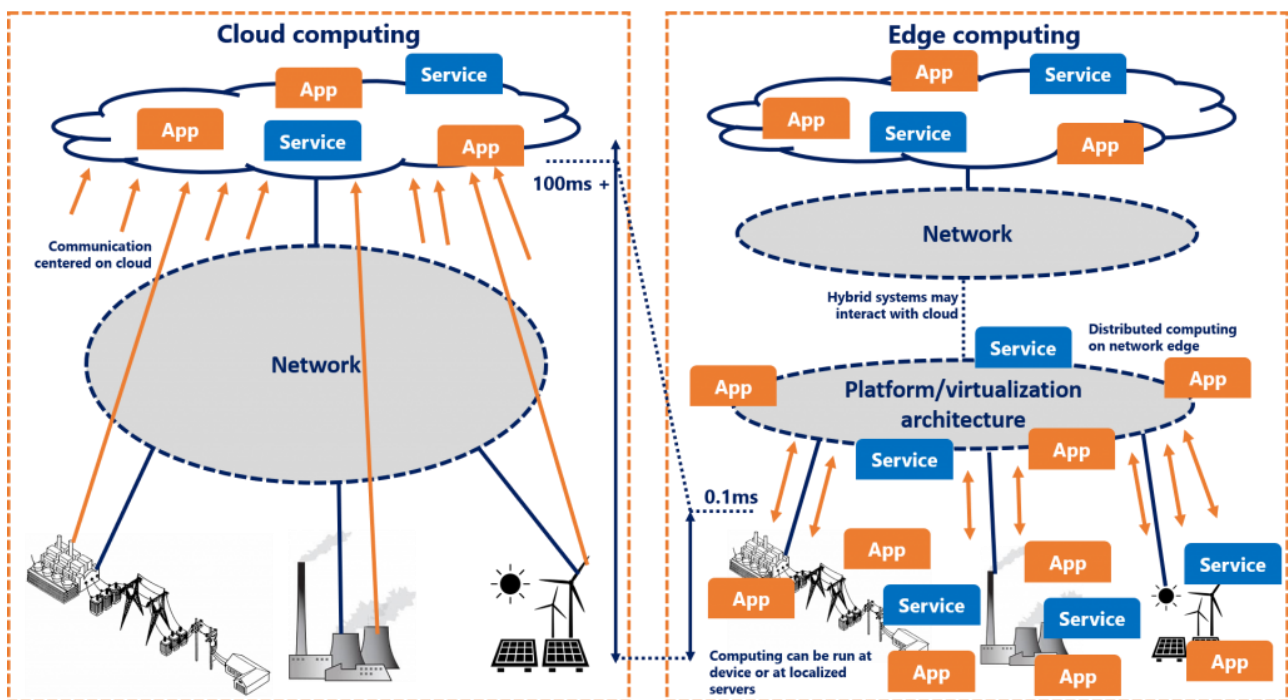 Cloud computing
Service
App
App
Service
App
100ms +
Communication
centered on cloud
Network
Edge computing
App
Service
App
Service
App
Network
Hybrid systems may
interact with cloud
Service
Distributed computing
on network edge
App
App
Platform/virtualization
architecture
App
Service
0.1ms
App
App
Service
App
Service
Service
App
Computing can be run at
device or at localized
servers
App
App